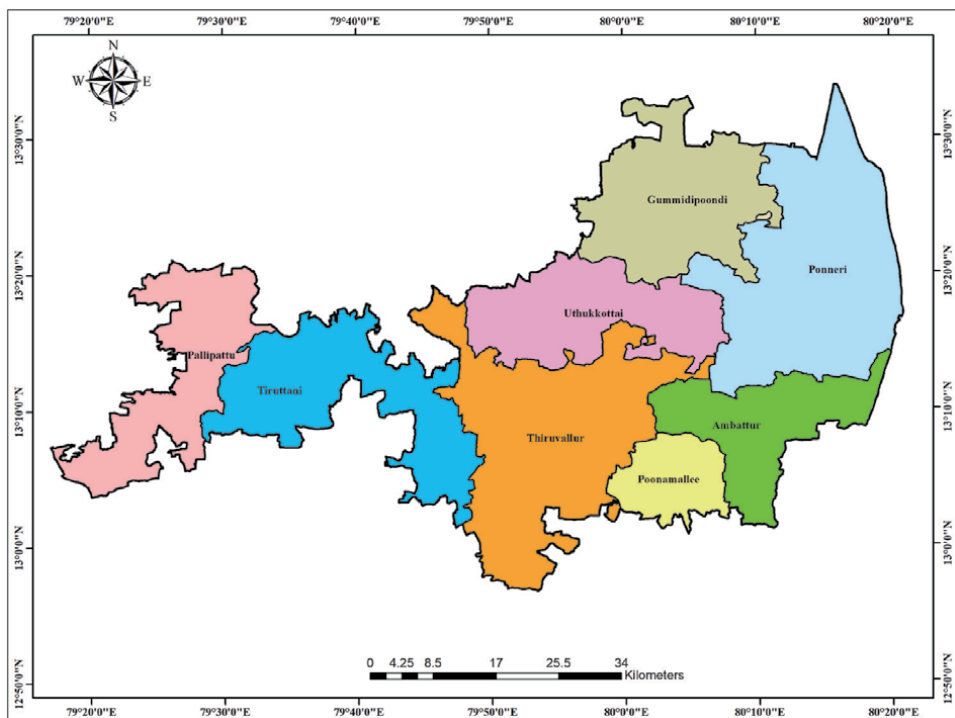 79°20'0"E 79°30'0"E 79°40'0"E 79°50'0"E 80°0'0"E 80°10'0"E 80°20'0"E
N
W E
S
13°30'0"N 13°30'0"N
Gummidipoondi
13°20'0"N 13°20'0"N
Ponneri
Uthukkottai
Pallipattu
Tiruttani
13°10'0"N 13°10'0"N
Ambattur
Thiruvallur
Poonamallee
13°0'0"N 13°0'0"N
0 4.25 8.5 17 25.5 34
Kilometers
12°50'0"N 12°50'0"N
79°20'0"E 79°30'0"E 79°40'0"E 79°50'0"E 80°0'0"E 80°10'0"E 80°20'0"E